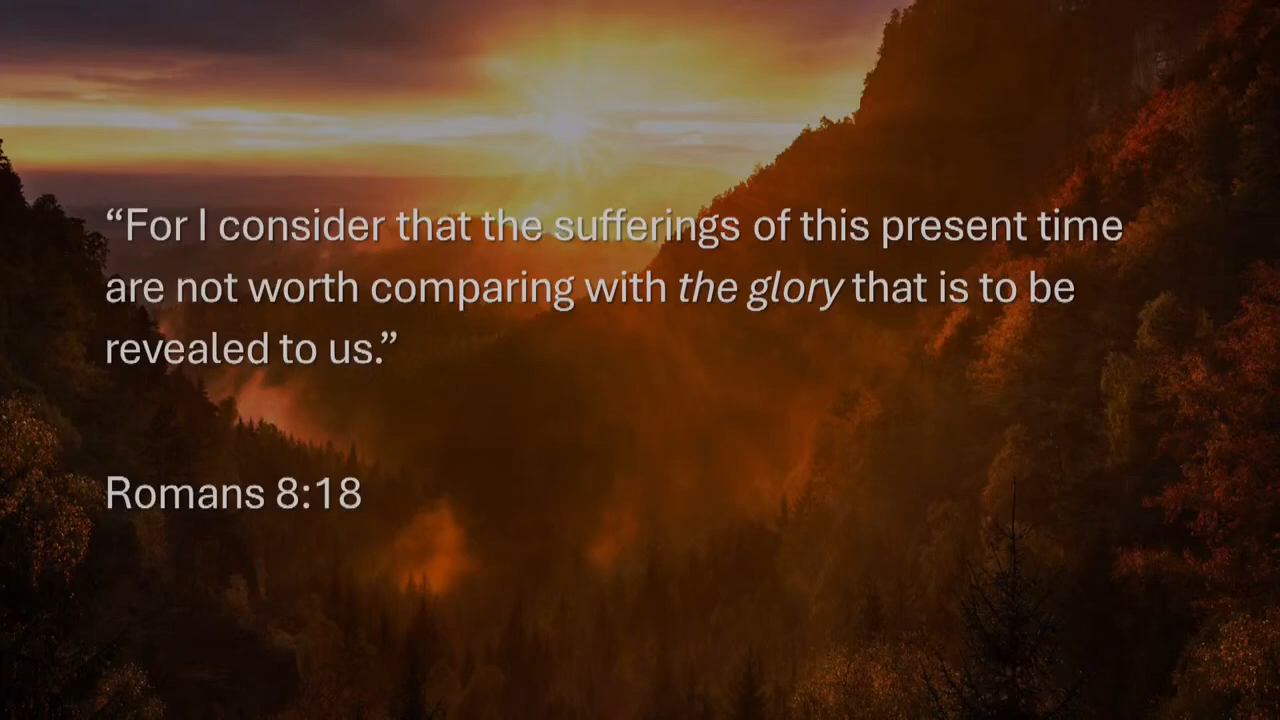 “For I consider that the sufferings of this present time
are not worth comparing with the glory that is to be
revealed to us.”
Romans 8:18